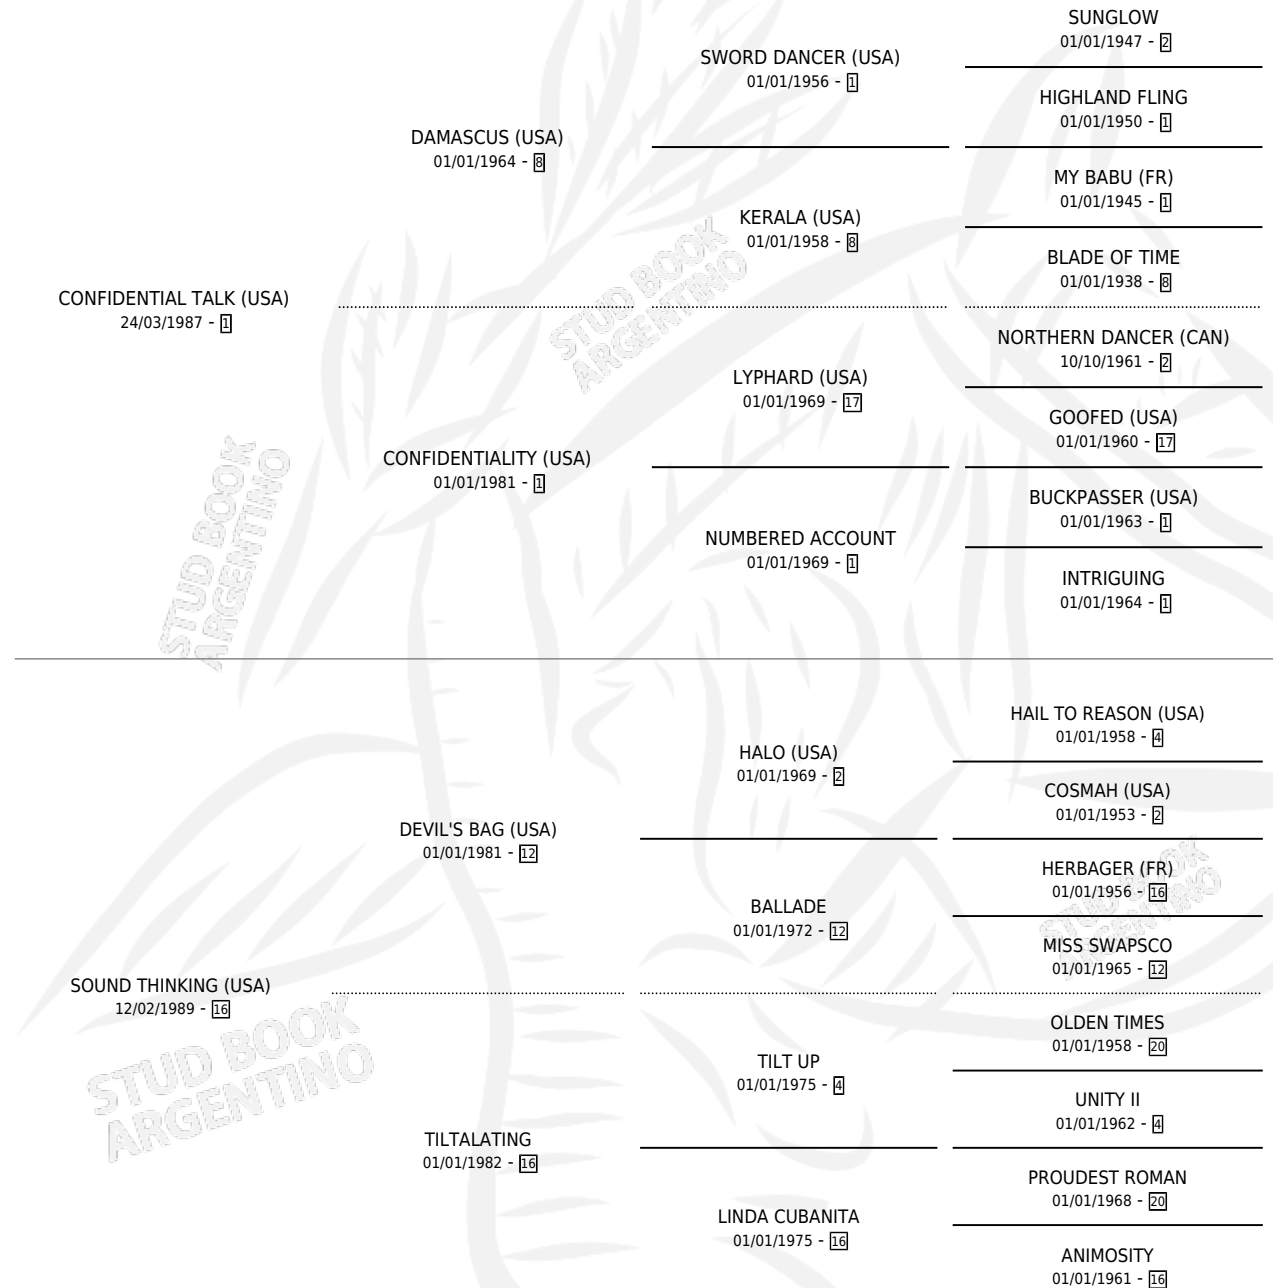 SUNGLOW
01/01/1947 - 2
SWORD DANCER (USA)
01/01/1956 - 1
HIGHLAND FLING
01/01/1950 - 1
DAMASCUS (USA)
01/01/1964 - 8
MY BABU (FR)
01/01/1945 - 1
KERALA (USA)
01/01/1958 - 8
BLADE OF TIME
01/01/1938 - 8
CONFIDENTIAL TALK (USA)
24/03/1987 - 1
NORTHERN DANCER (CAN)
10/10/1961 - 2
LYPHARD (USA)
01/01/1969 - 17
GOOFED (USA)
01/01/1960 - 17
CONFIDENTIALITY (USA)
01/01/1981 - 1
BUCKPASSER (USA)
01/01/1963 - 1
NUMBERED ACCOUNT
01/01/1969 - 1
INTRIGUING
01/01/1964 - 1
HAIL TO REASON (USA)
01/01/1958 - 4
HALO (USA)
01/01/1969 - 2
COSMAH (USA)
01/01/1953 - 2
DEVIL'S BAG (USA)
01/01/1981 - 12
HERBAGER (FR)
01/01/1956 - 16
BALLADE
01/01/1972 - 12
MISS SWAPSCO
01/01/1965 - 12
SOUND THINKING (USA)
12/02/1989 - 16
OLDEN TIMES
01/01/1958 - 20
TILT UP
01/01/1975 - 4
UNITY II
01/01/1962 - 4
TILTALATING
01/01/1982 - 16
PROUDEST ROMAN
01/01/1968 - 20
LINDA CUBANITA
01/01/1975 - 16
ANIMOSITY
01/01/1961 - 16
STUD BOOK
ARGENTINO
STUD BOOK
ARGENTINO
STUD BOOK
ARGENTINO
STUD BOOK
ARGENTINO